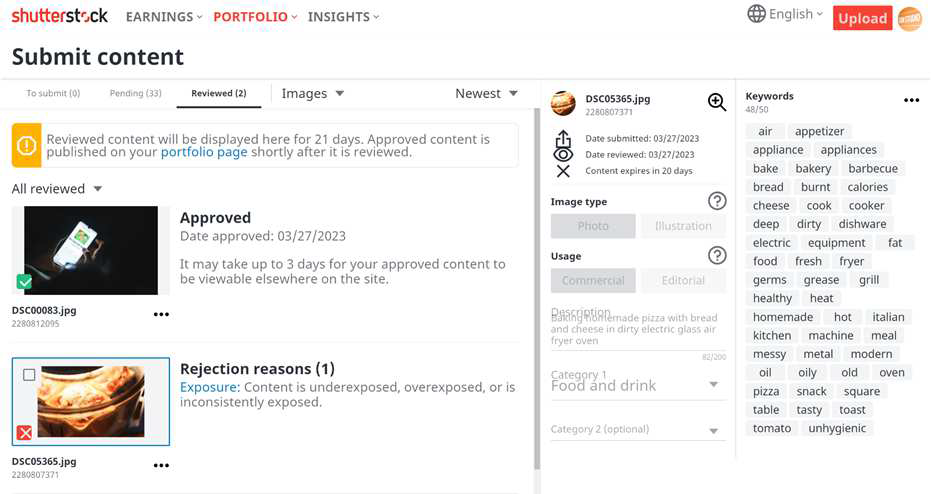 shutterstock EARNINGS PORTFOLIO INSIGHTS English Upload
Submit content
To submit (0) Pending (33) Reviewed (2) Images Newest
Reviewed content will be displayed here for 21 days. Approved content is
published on your portfolio page shortly after it is reviewed.
All reviewed
Approved
Date approved: 03/27/2023
It may take up to 3 days for your approved content to
be viewable elsewhere on the site.
DSC00083.jpg
2280812095
Rejection reasons (1)
Exposure: Content is underexposed, overexposed, or is
inconsistently exposed.
DSC05365.jpg
2280807371
DSC05365.jpg
2280807371
Date submitted: 03/27/2023
Date reviewed: 03/27/2023
Content expires in 20 days
Image type
Photo Illustration
Usage
Commercial Editorial
Description
Baking homemade pizza with bread
and cheese in dirty electric glass air
fryer oven
82/200
Category 1
Food and drink
Category 2 (optional)
Keywords
48/50
air appetizer
appliance appliances
bake bakery barbecue
bread burnt calories
cheese cook cooker
deep dirty dishware
electric equipment fat
food fresh fryer
germs grease grill
healthy heat
homemade hot italian
kitchen machine meal
messy metal modern
oil oily old oven
pizza snack square
table tasty toast
tomato unhygienic